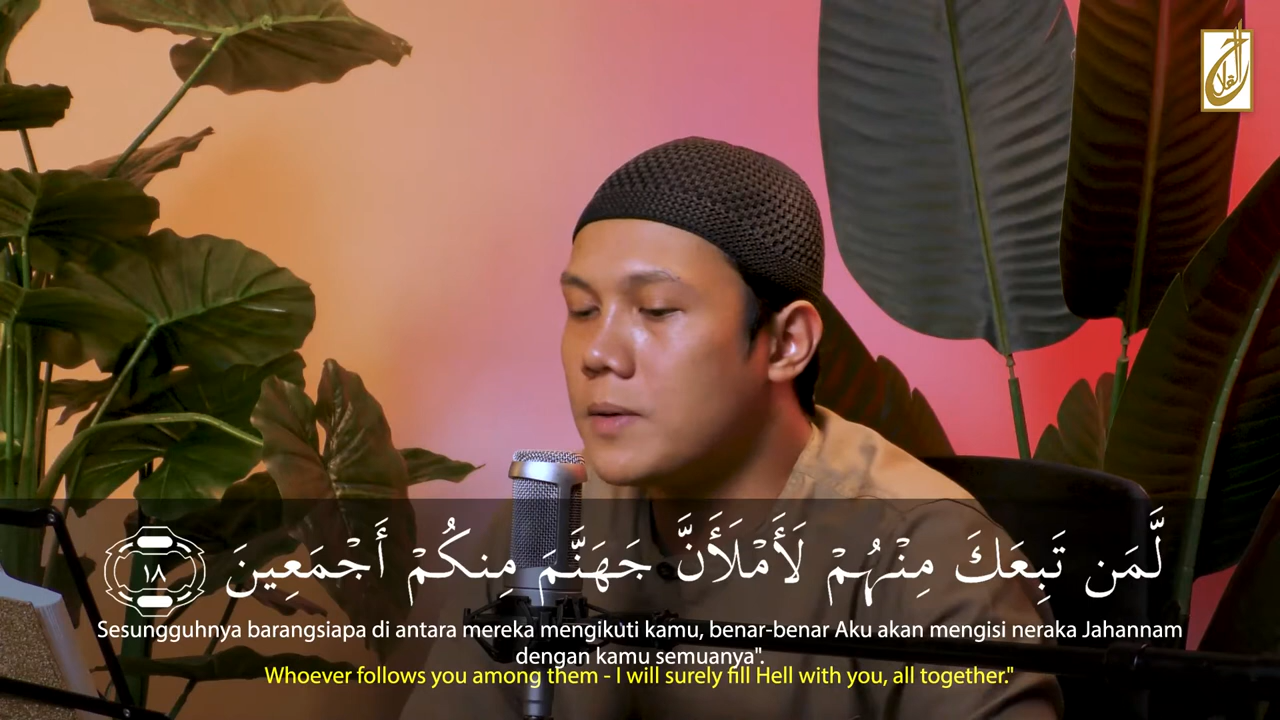 لَّمَن تَبِعَكَ مِنْهُمْ لَأَمْلَأَنَّ جَهَنَّمَ مِنكُمْ أَجْمَعِينَ ١٨
Sesungguhnya barangsiapa di antara mereka mengikuti kamu, benar-benar Aku akan mengisi neraka Jahannam
dengan kamu semuanya".
Whoever follows you among them - I will surely fill Hell with you, all together."